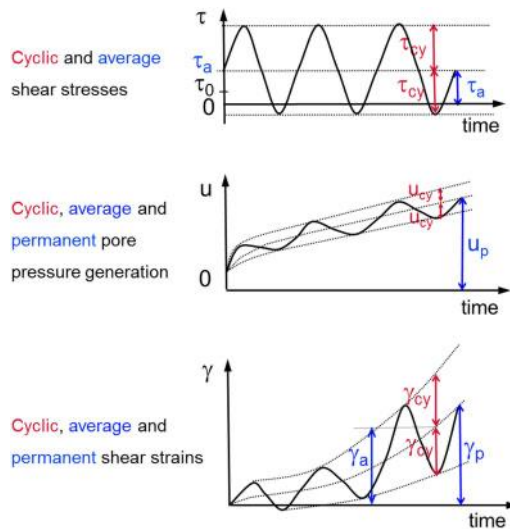 τ
Cyclic and average
shear stresses
τa
τ0
0
τcy
τcy
τa
time
u
Cyclic, average and
permanent pore
pressure generation
0
ucy
ucy
up
time
γ
Cyclic, average and
permanent shear strains
γcy
γcy
γa
γp
time